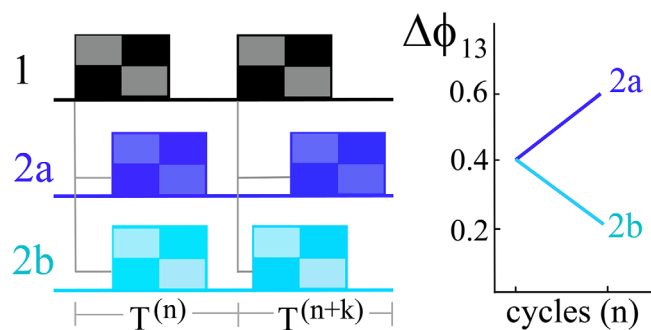 1
2a
2b
T(n)
T(n+k)
Δϕ13
0.6
0.4
0.2
2a
2b
cycles (n)